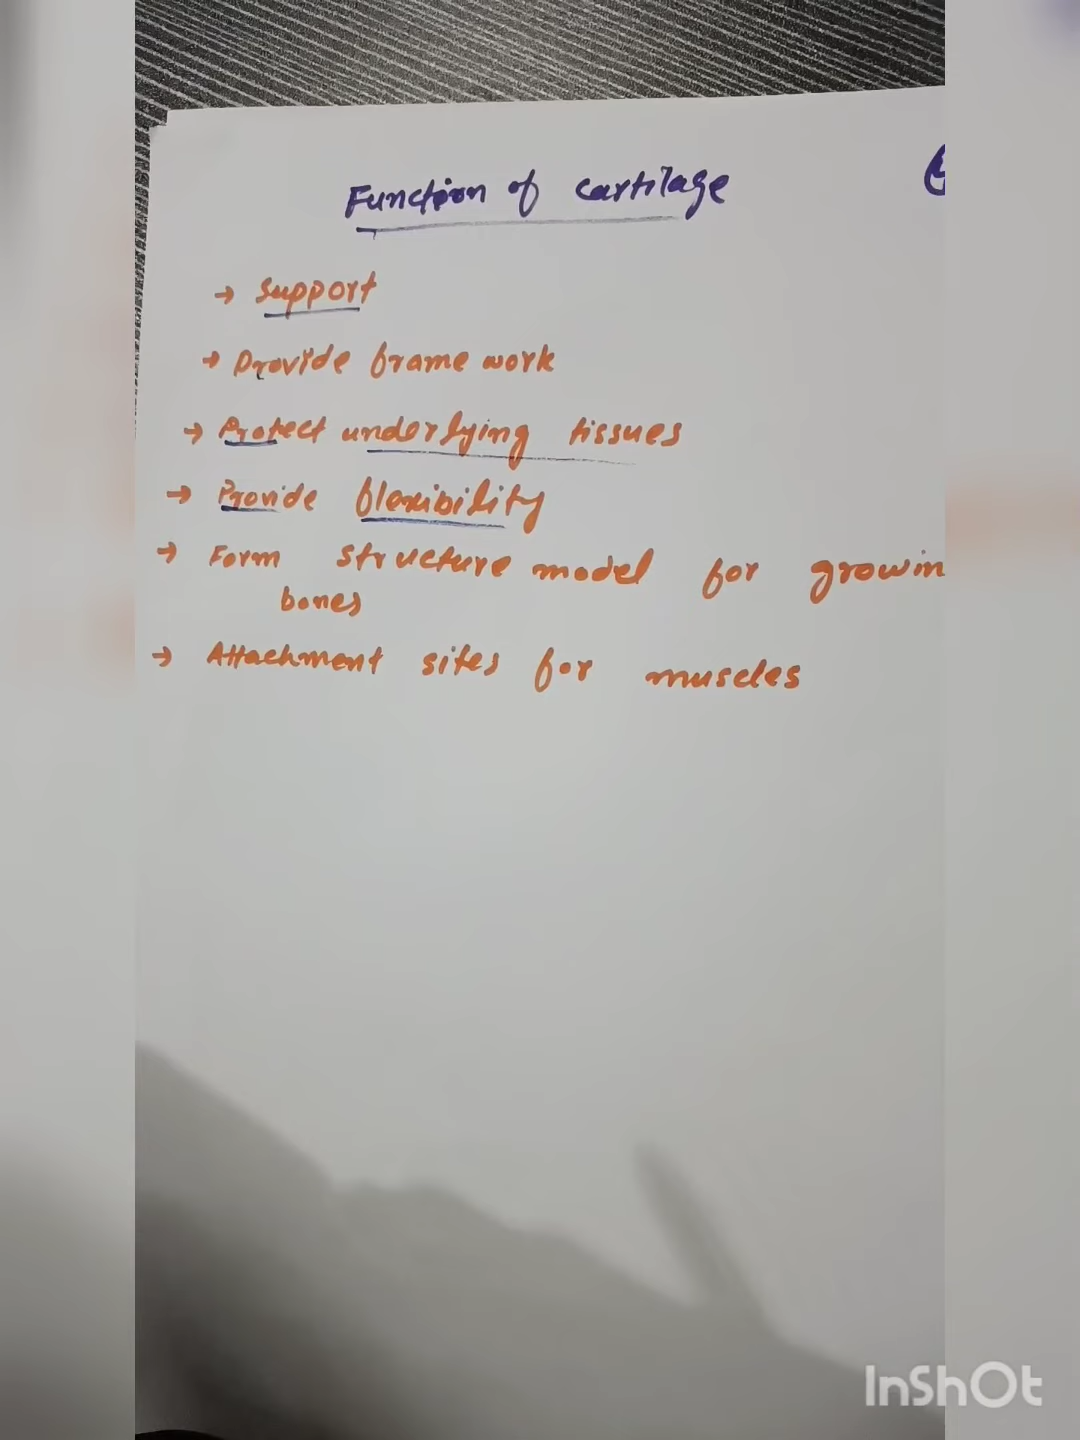 Function of cartilage
→ Support
→ Provide frame work
→ Protect underlying tissues
→ Provide flexibility
→ Form structure model for growin
bones
→ Attachment sites for muscles
InShOt